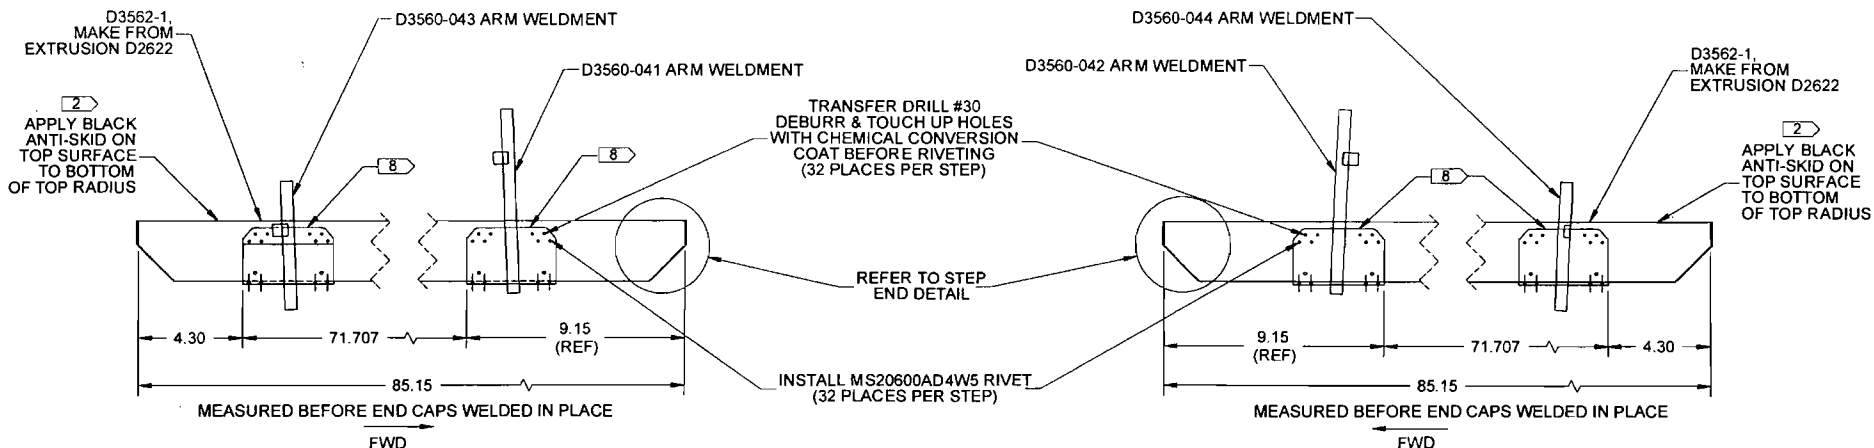 D3562-1,
MAKE FROM
EXTRUSION D2622
D3560-043 ARM WELDMENT
D3560-041 ARM WELDMENT
2
APPLY BLACK
ANTI-SKID ON
TOP SURFACE
TO BOTTOM
OF TOP RADIUS
8
8
TRANSFER DRILL #30
DEBURR & TOUCH UP HOLES
WITH CHEMICAL CONVERSION
COAT BEFORE RIVETING
(32 PLACES PER STEP)
REFER TO STEP
END DETAIL
INSTALL MS20600AD4W5 RIVET
(32 PLACES PER STEP)
4.30
71.707
9.15
(REF)
85.15
MEASURED BEFORE END CAPS WELDED IN PLACE
FWD
D3560-044 ARM WELDMENT
D3560-042 ARM WELDMENT
D3562-1,
MAKE FROM
EXTRUSION D2622
2
APPLY BLACK
ANTI-SKID ON
TOP SURFACE
TO BOTTOM
OF TOP RADIUS
8
9.15
(REF)
71.707
4.30
85.15
MEASURED BEFORE END CAPS WELDED IN PLACE
FWD